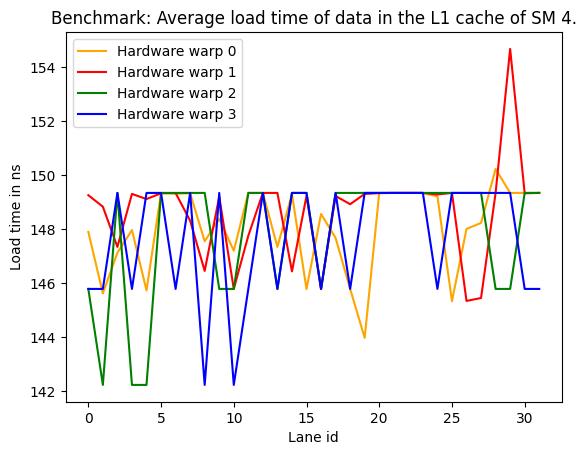 Benchmark: Average load time of data in the L1 cache of SM 4.
Hardware warp 0
Hardware warp 1
Hardware warp 2
Hardware warp 3
Load time in ns
154
152
150
148
146
144
142
0 5 10 15 20 25 30
Lane id